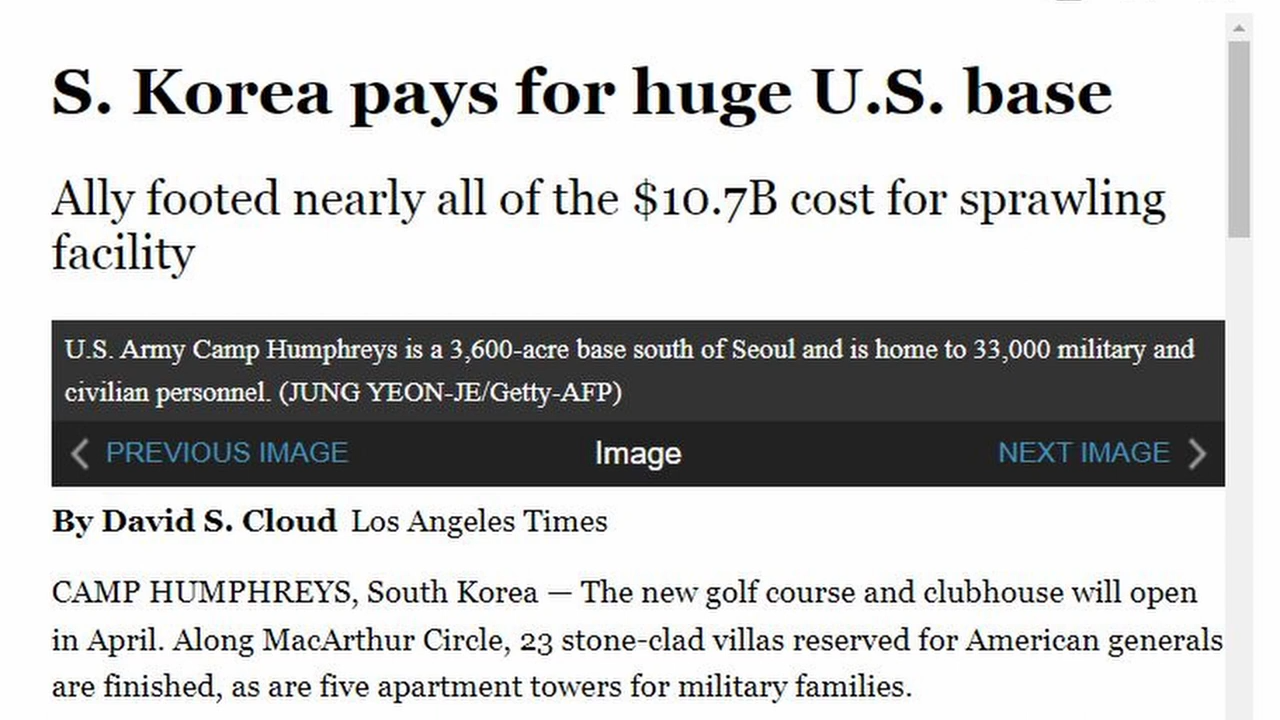 S. Korea pays for huge U.S. base
Ally footed nearly all of the $10.7B cost for sprawling
facility
U.S. Army Camp Humphreys is a 3,600-acre base south of Seoul and is home to 33,000 military and
civilian personnel. (JUNG YEON-JE/Getty-AFP)
PREVIOUS IMAGE Image NEXT IMAGE
By David S. Cloud Los Angeles Times
CAMP HUMPHREYS, South Korea — The new golf course and clubhouse will open
in April. Along MacArthur Circle, 23 stone-clad villas reserved for American generals
are finished, as are five apartment towers for military families.